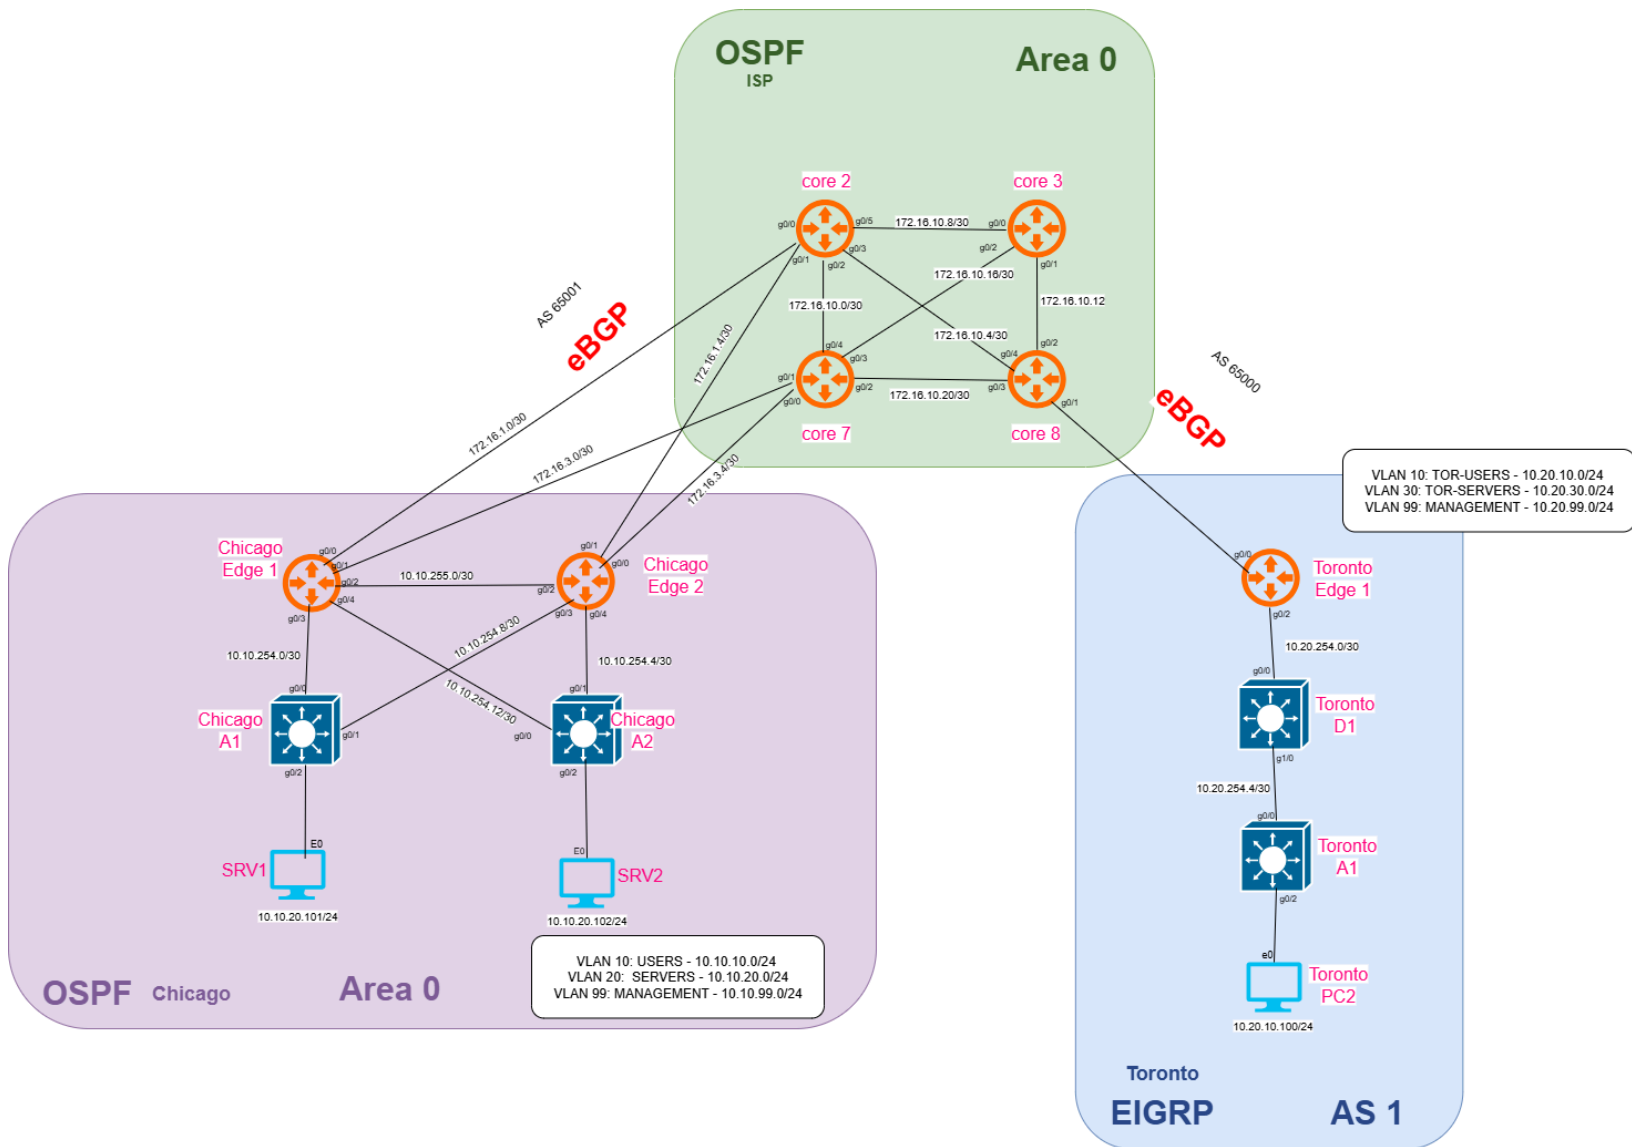 OSPF
Area 0
ISP
core 2
core 3
g0/0
g0/5
172.16.10.8/30
g0/0
g0/1
g0/3
g0/2
g0/2
g0/1
172.16.10.16/30
172.16.10.0/30
172.16.10.12
172.16.10.4/30
g0/4
g0/3
g0/2
g0/4
g0/1
g0/0
g0/2
172.16.10.20/30
g0/3
g0/1
core 7
core 8
AS 65001
eBGP
172.16.1.0/30
172.16.1.4/30
172.16.3.0/30
172.16.3.4/30
AS 65000
eBGP
VLAN 10: TOR-USERS - 10.20.10.0/24
VLAN 30: TOR-SERVERS - 10.20.30.0/24
VLAN 99: MANAGEMENT - 10.20.99.0/24
Chicago
Edge 1
g0/0
g0/1
g0/2
g0/4
g0/3
10.10.255.0/30
g0/1
g0/0
g0/2
g0/3
g0/4
Chicago
Edge 2
10.10.254.0/30
10.10.254.8/30
10.10.254.12/30
10.10.254.4/30
g0/0
g0/1
g0/2
Chicago
A1
g0/1
g0/0
g0/2
Chicago
A2
E0
SRV1
10.10.20.101/24
E0
SRV2
10.10.20.102/24
VLAN 10: USERS - 10.10.10.0/24
VLAN 20: SERVERS - 10.10.20.0/24
VLAN 99: MANAGEMENT - 10.10.99.0/24
OSPF
Chicago
Area 0
g0/0
Toronto
Edge 1
g0/2
10.20.254.0/30
g0/0
Toronto
D1
g1/0
10.20.254.4/30
g0/0
Toronto
A1
g0/2
e0
Toronto
PC2
10.20.10.100/24
Toronto
EIGRP
AS 1